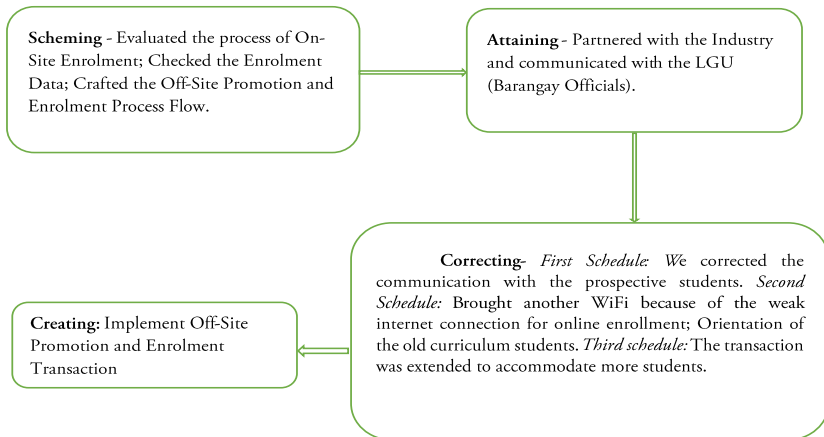 Scheming - Evaluated the process of On-
Site Enrolment; Checked the Enrolment
Data; Crafted the Off-Site Promotion and
Enrolment Process Flow.
Attaining - Partnered with the Industry
and communicated with the LGU
(Barangay Officials).
Correcting- First Schedule: We corrected the
communication with the prospective students. Second
Schedule: Brought another WiFi because of the weak
internet connection for online enrollment; Orientation of
the old curriculum students. Third schedule: The transaction
was extended to accommodate more students.
Creating: Implement Off-Site
Promotion and Enrolment
Transaction